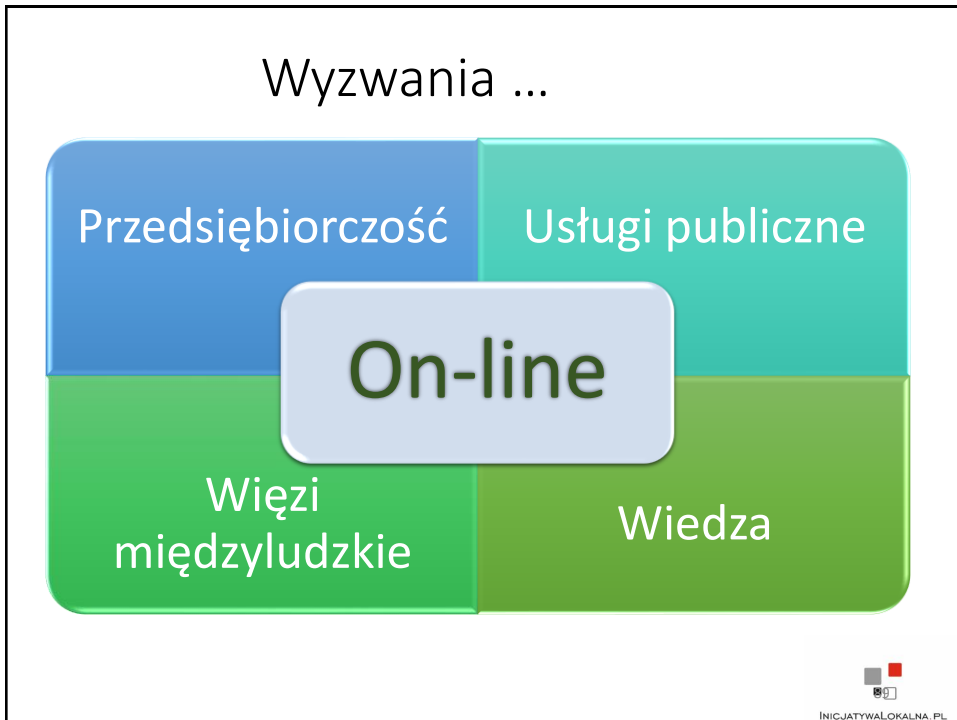 Wyzwania ...
Przedsiębiorczość
Usługi publiczne
On-line
Więzi
międzyludzkie
Wiedza
INICJATYWALOKALNA.PL